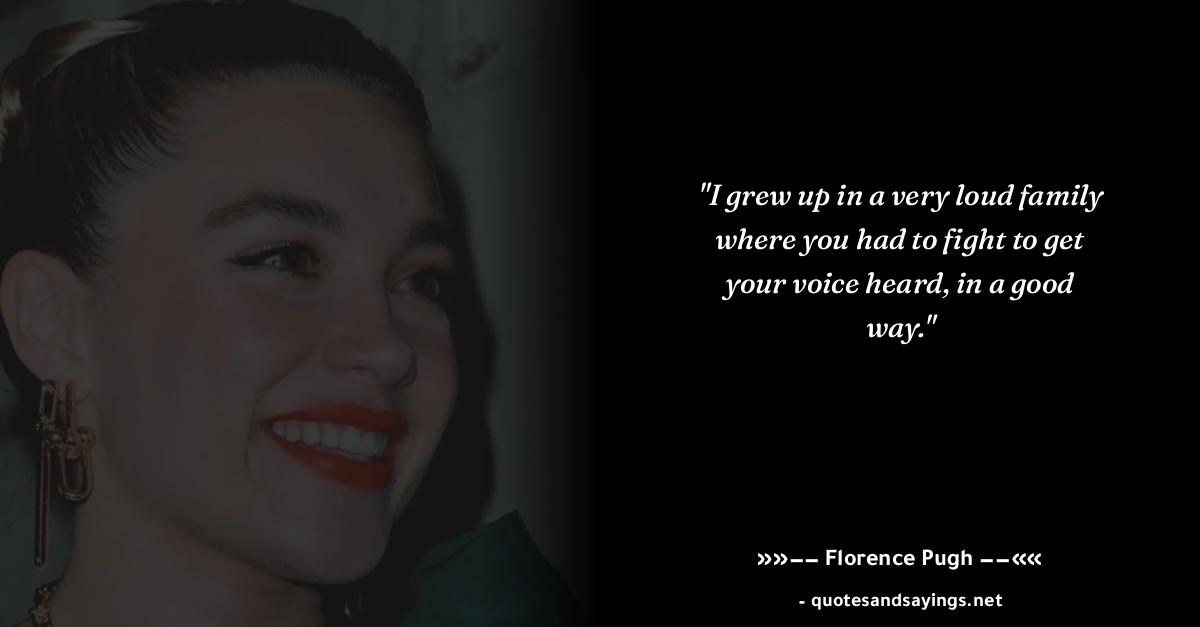 "I grew up in a very loud family
where you had to fight to get
your voice heard, in a good
way."
»»−− Florence Pugh −−««
- quotesandsayings.net